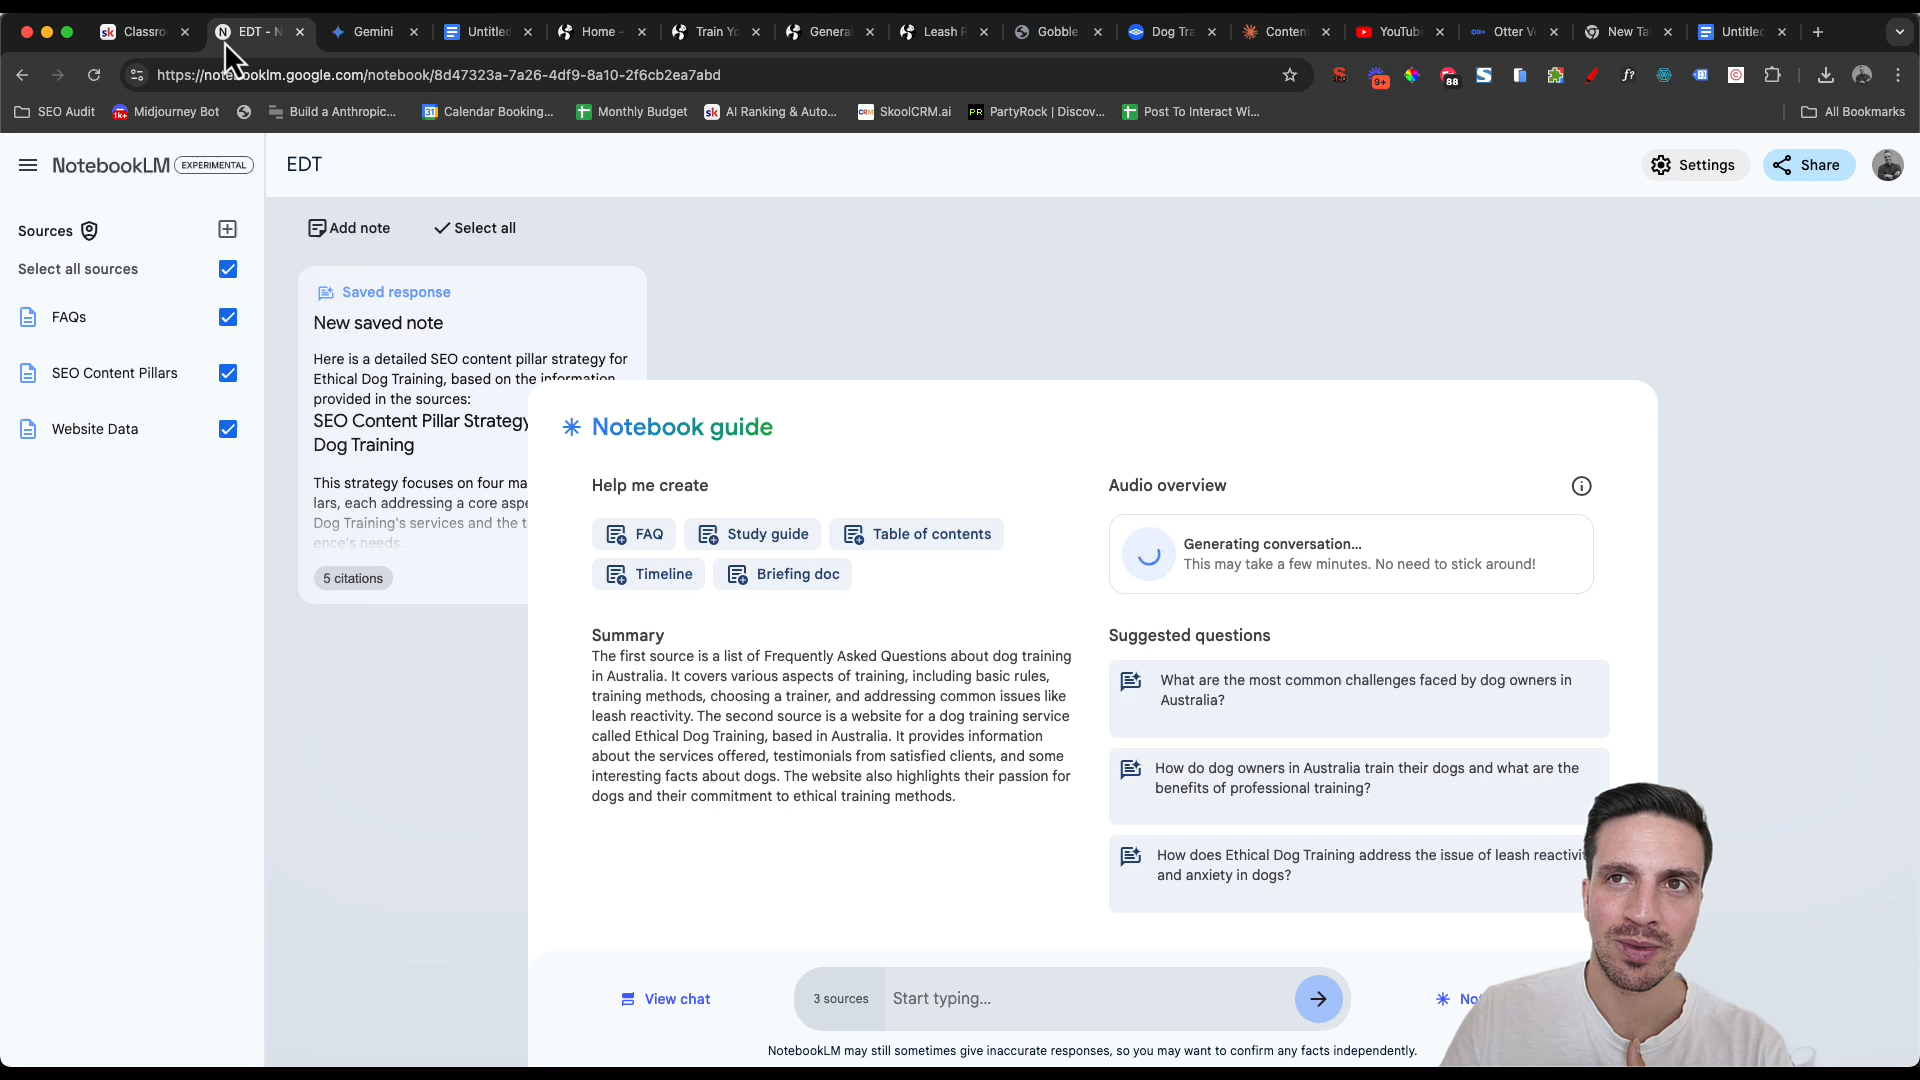 Classro
EDT - N
Gemini
Untitle
Home -
Train Yo
General
Leash R
Gobble
Dog Tra
Content
YouTub
Otter Vo
New Tab
Untitle
https://notebooklm.google.com/notebook/8d47323a-7a26-4df9-8a10-2f6cb2ea7abd
9+
88
f?
SEO Audit
1k+
Midjourney Bot
Build a Anthropic...
31
Calendar Booking...
Monthly Budget
sk
AI Ranking & Auto...
CRM
SkoolCRM.ai
PR
PartyRock | Discov...
Post To Interact Wi...
All Bookmarks
NotebookLM
EXPERIMENTAL
EDT
Settings
Share
Sources
Select all sources
FAQs
SEO Content Pillars
Website Data
Add note
Select all
Saved response
New saved note
Here is a detailed SEO content pillar strategy for
Ethical Dog Training, based on the information
provided in the sources:
SEO Content Pillar Strategy
Dog Training
This strategy focuses on four ma
lars, each addressing a core aspe
Dog Training's services and the t
ence's needs.
5 citations
Notebook guide
Help me create
FAQ
Study guide
Table of contents
Timeline
Briefing doc
Summary
The first source is a list of Frequently Asked Questions about dog training
in Australia. It covers various aspects of training, including basic rules,
training methods, choosing a trainer, and addressing common issues like
leash reactivity. The second source is a website for a dog training service
called Ethical Dog Training, based in Australia. It provides information
about the services offered, testimonials from satisfied clients, and some
interesting facts about dogs. The website also highlights their passion for
dogs and their commitment to ethical training methods.
Audio overview
Generating conversation...
This may take a few minutes. No need to stick around!
Suggested questions
What are the most common challenges faced by dog owners in
Australia?
How do dog owners in Australia train their dogs and what are the
benefits of professional training?
How does Ethical Dog Training address the issue of leash reactivi
and anxiety in dogs?
View chat
3 sources
Start typing...
No
NotebookLM may still sometimes give inaccurate responses, so you may want to confirm any facts independently.